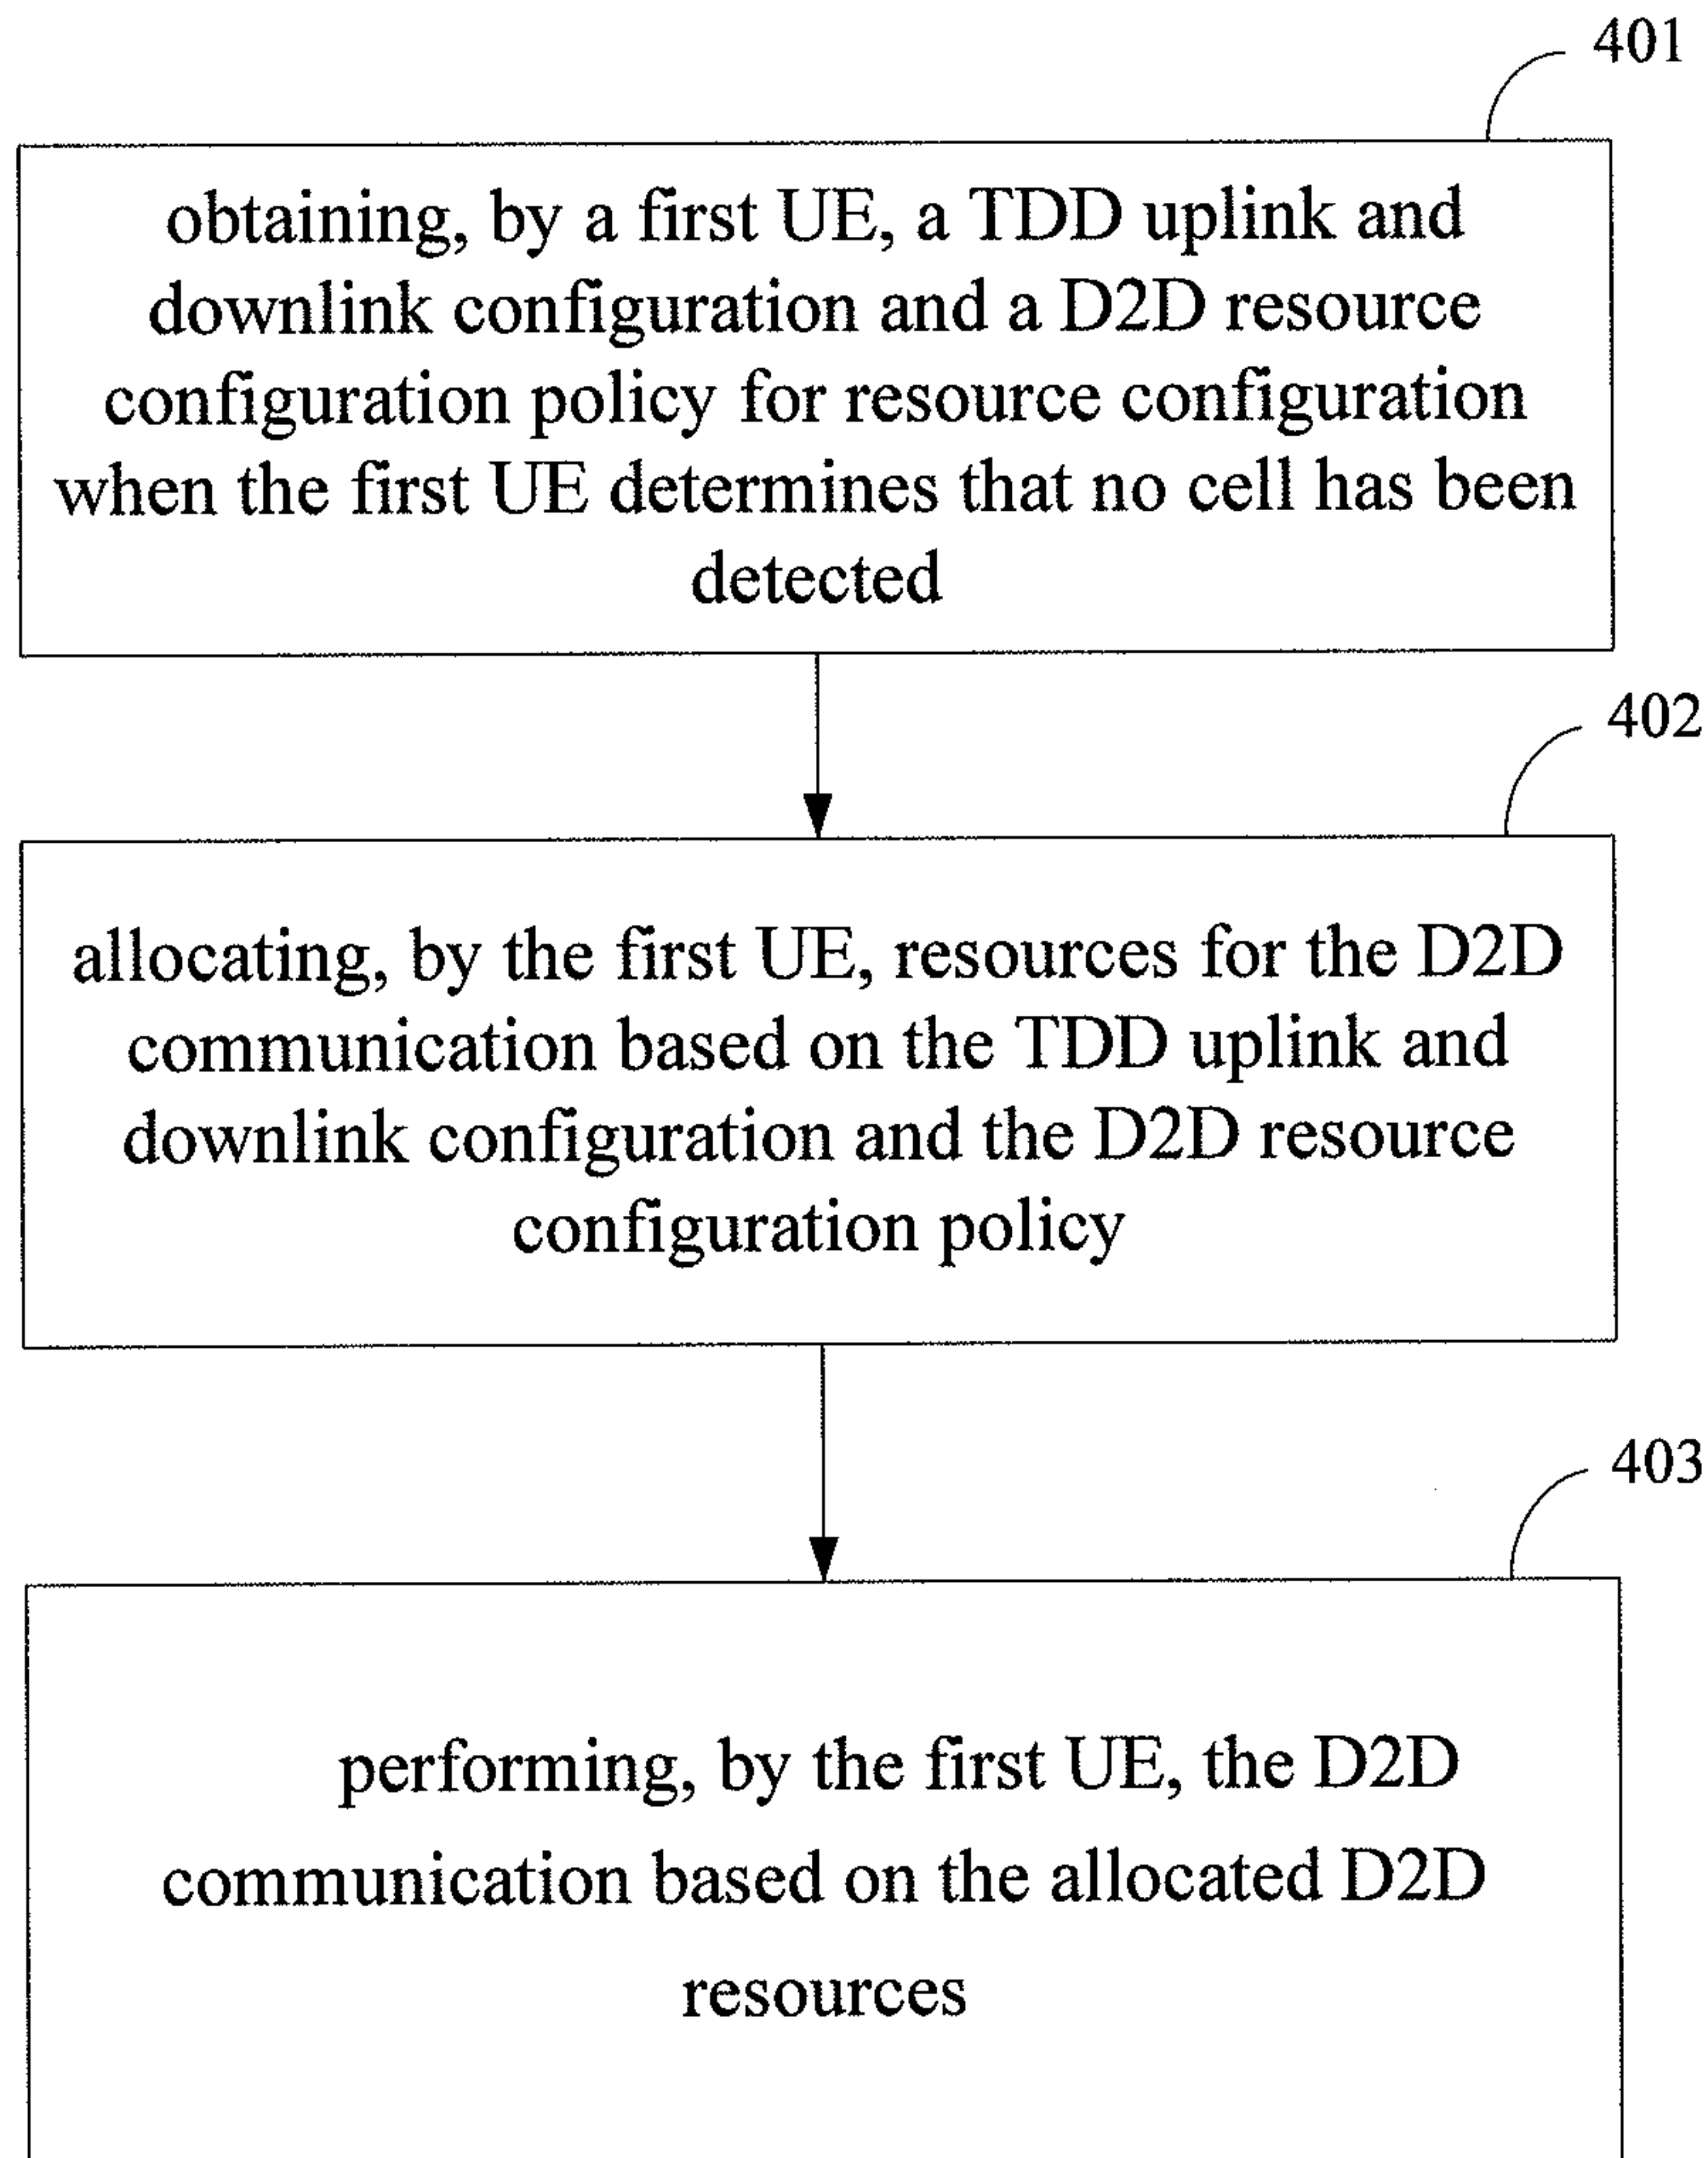 401
obtaining, by a first UE, a TDD uplink and
downlink configuration and a D2D resource
configuration policy for resource configuration
when the first UE determines that no cell has been
detected
402
allocating, by the first UE, resources for the D2D
communication based on the TDD uplink and
downlink configuration and the D2D resource
configuration policy
403
performing, by the first UE, the D2D
communication based on the allocated D2D
resources